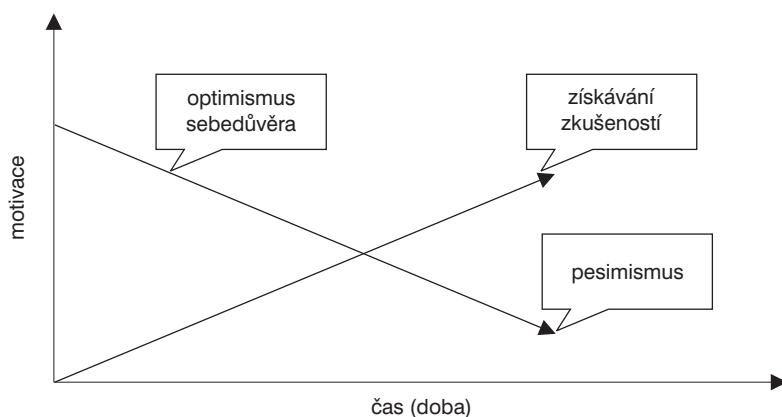 optimismus
sebedůvěra
získávání
zkušeností
motivace
pesimismus
čas (doba)